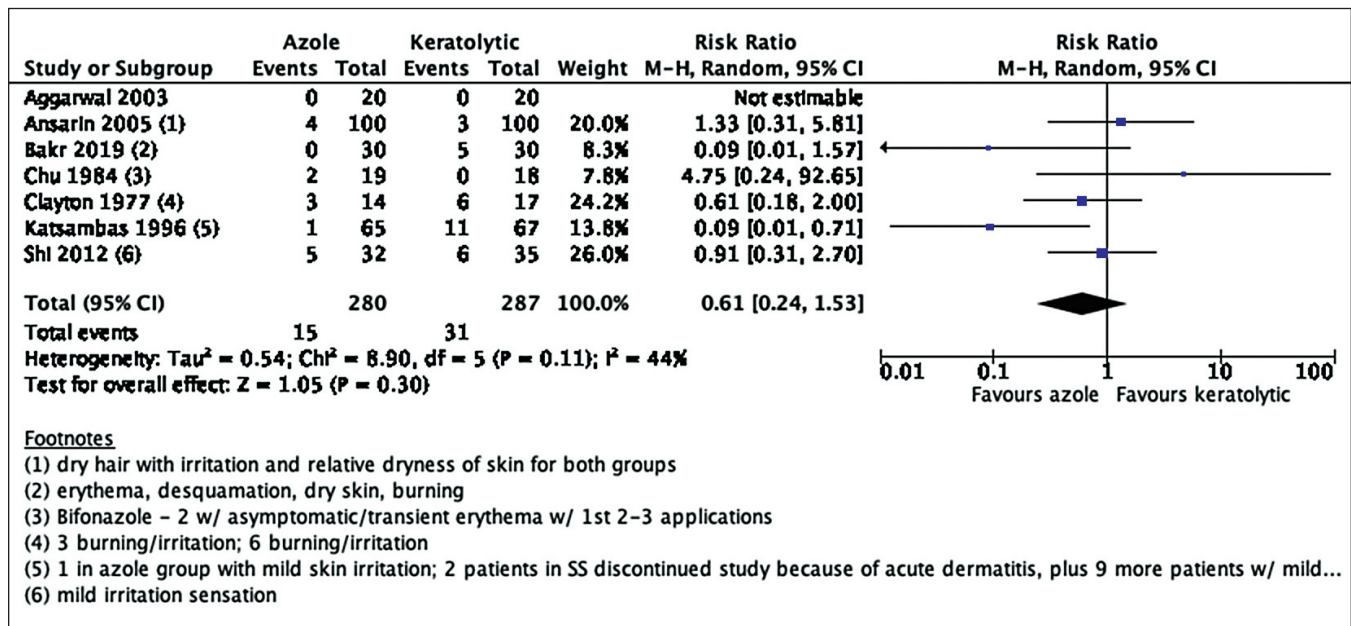 Azole Keratolytic Risk Ratio Risk Ratio
Study or Subgroup Events Total Events Total Weight M-H, Random, 95% CI M-H, Random, 95% CI
Aggarwal 2003 0 20 0 20 Not estimable
Ansarin 2005 (1) 4 100 3 100 20.0% 1.33 [0.31, 5.81]
Bakr 2019 (2) 0 30 5 30 8.3% 0.09 [0.01, 1.57]
Chu 1984 (3) 2 19 0 18 7.8% 4.75 [0.24, 92.65]
Clayton 1977 (4) 3 14 6 17 24.2% 0.61 [0.18, 2.00]
Katsambas 1996 (5) 1 65 11 67 13.8% 0.09 [0.01, 0.71]
Shi 2012 (6) 5 32 6 35 26.0% 0.91 [0.31, 2.70]
Total (95% CI) 280 287 100.0% 0.61 [0.24, 1.53]
Total events 15 31
Heterogeneity: Tau² = 0.54; Chi² = 8.90, df = 5 (P = 0.11); I² = 44%
Test for overall effect: Z = 1.05 (P = 0.30)
0.01 0.1 1 10 100
Favours azole Favours keratolytic
Footnotes
(1) dry hair with irritation and relative dryness of skin for both groups
(2) erythema, desquamation, dry skin, burning
(3) Bifonazole – 2 w/ asymptomatic/transient erythema w/ 1st 2-3 applications
(4) 3 burning/irritation; 6 burning/irritation
(5) 1 in azole group with mild skin irritation; 2 patients in SS discontinued study because of acute dermatitis, plus 9 more patients w/ mild...
(6) mild irritation sensation